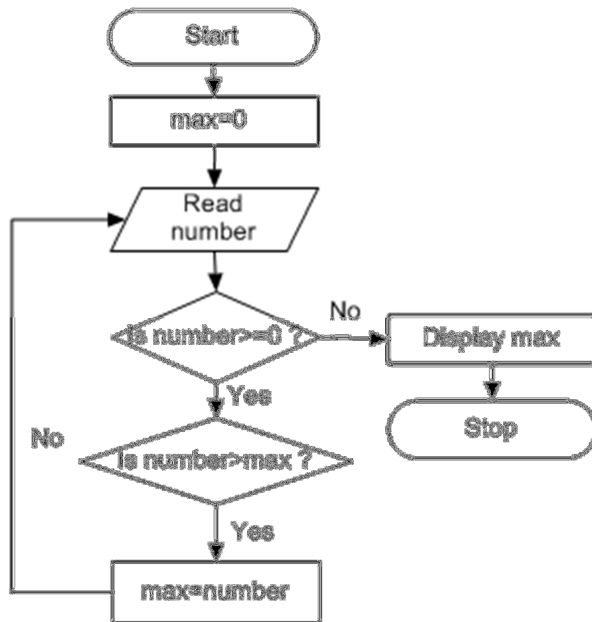 Start
max=0
Read
number
Is number>=0 ?
No
Display max
Yes
Stop
No
Is number>max ?
Yes
max=number